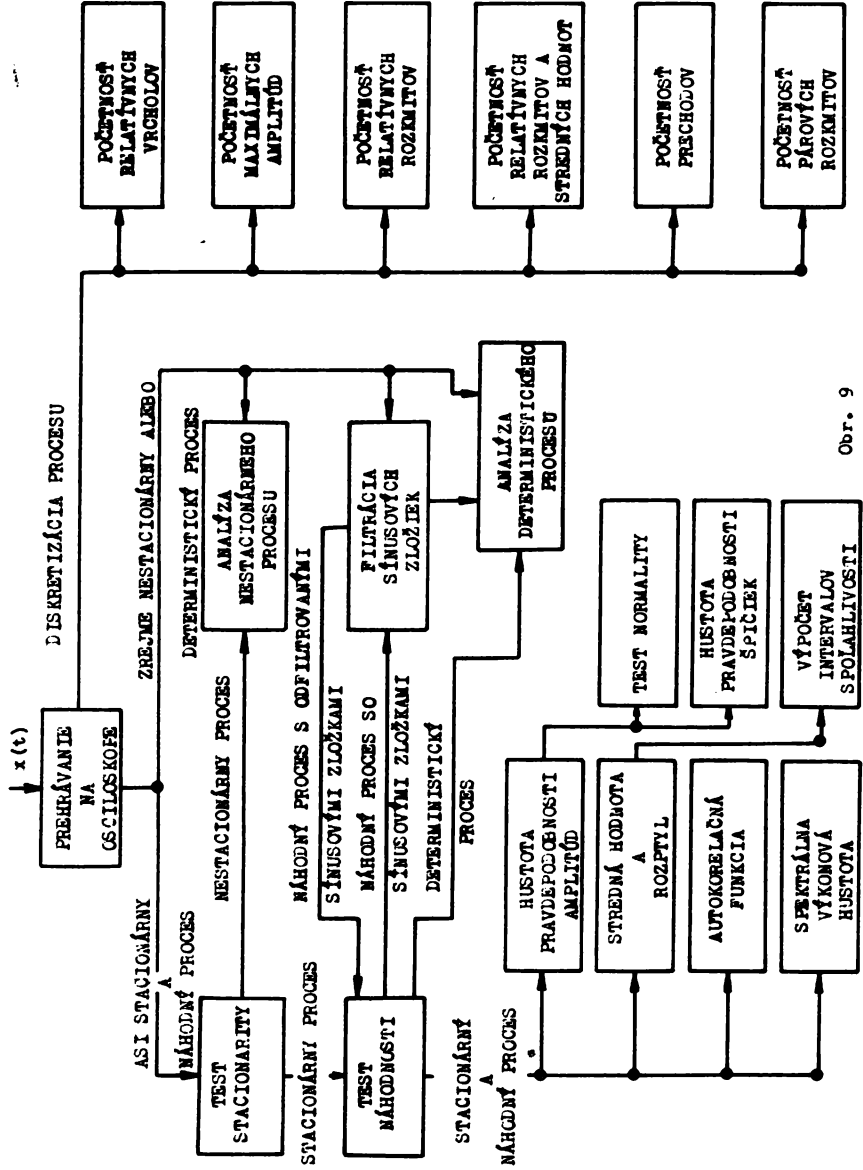 x(t)
PREHRÁVANIE
NA
OSCILOSKOPE
DISKRETIZÁCIA PROCESU
ASI STACIONÁRNY
A
NÁHODNÝ PROCES
ZREJME NESTACIONÁRNY ALEBO
DETERMINISTICKÝ PROCES
TEST
STACIONARITY
NESTACIONÁRNY PROCES
ANALÝZA
NESTACIONÁRNEHO
PROCESU
STACIONÁRNY PROCES
NÁHODNÝ PROCES S ODFILTROVANÝMI
SÍNUSOVÝMI ZLOŽKAMI
NÁHODNÝ PROCES SO
SÍNUSOVÝMI ZLOŽKAMI
TEST
NÁHODNOSTI
FILTRÁCIA
SÍNUSOVÝCH
ZLOŽIEK
DETERMINISTICKÝ
PROCES
ANALÝZA
DETERMINISTICKÉHO
PROCESU
STACIONÁRNY
A
NÁHODNÝ PROCES
HUSTOTA
PRAVDEPODOBNOSTI
AMPLITÚD
TEST NORMALITY
HUSTOTA
PRAVDEPODOBNOSTI
ŠPIČIEK
STREDNÁ HODNOTA
A
ROZPTYL
VÝPOČET
INTERVALOV
SPOLAHLIVOSTI
AUTOKORELAČNÁ
FUNKCIA
SPEKTRÁLNA
VÝKONOVÁ
HUSTOTA
POČETNOSŤ
RELATÍVNYCH
VRCHOLOV
POČETNOSŤ
MAXIMÁLNYCH
AMPLITÚD
POČETNOSŤ
RELATÍVNYCH
ROZKMITOV
POČETNOSŤ
RELATÍVNYCH
ROZKMITOV A
STREDNÝCH HODNOT
POČETNOSŤ
PRECHODOV
POČETNOSŤ
PÁROVÝCH
ROZKMITOV
Obr. 9